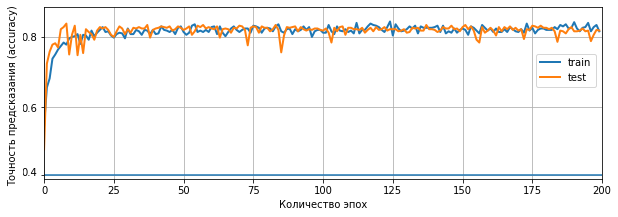 Точность предсказания (accuracy)
0.8
0.6
0.4
train
test
0 25 50 75 100 125 150 175 200
Количество эпох